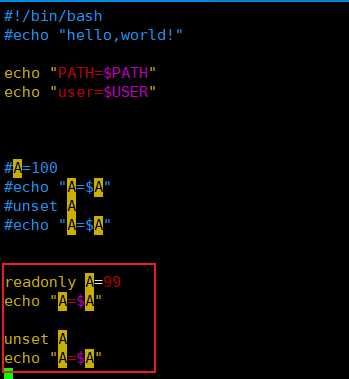 #!/bin/bash
#echo "hello,world!"
echo "PATH=$PATH"
echo "user=$USER"
#A=100
#echo "A=$A"
#unset A
#echo "A=$A"
readonly A=99
echo "A=$A"
unset A
echo "A=$A"